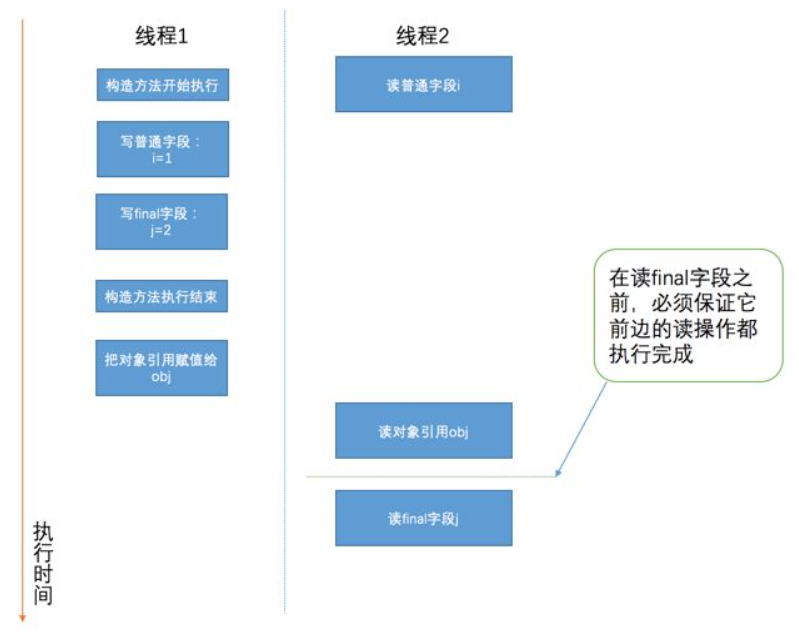 线程1
构造方法开始执行
写普通字段：
i=1
写final字段：
j=2
构造方法执行结束
把对象引用赋值给
obj
线程2
读普通字段i
读对象引用obj
读final字段j
在读final字段之
前，必须保证它
前边的读操作都
执行完成
执行时间